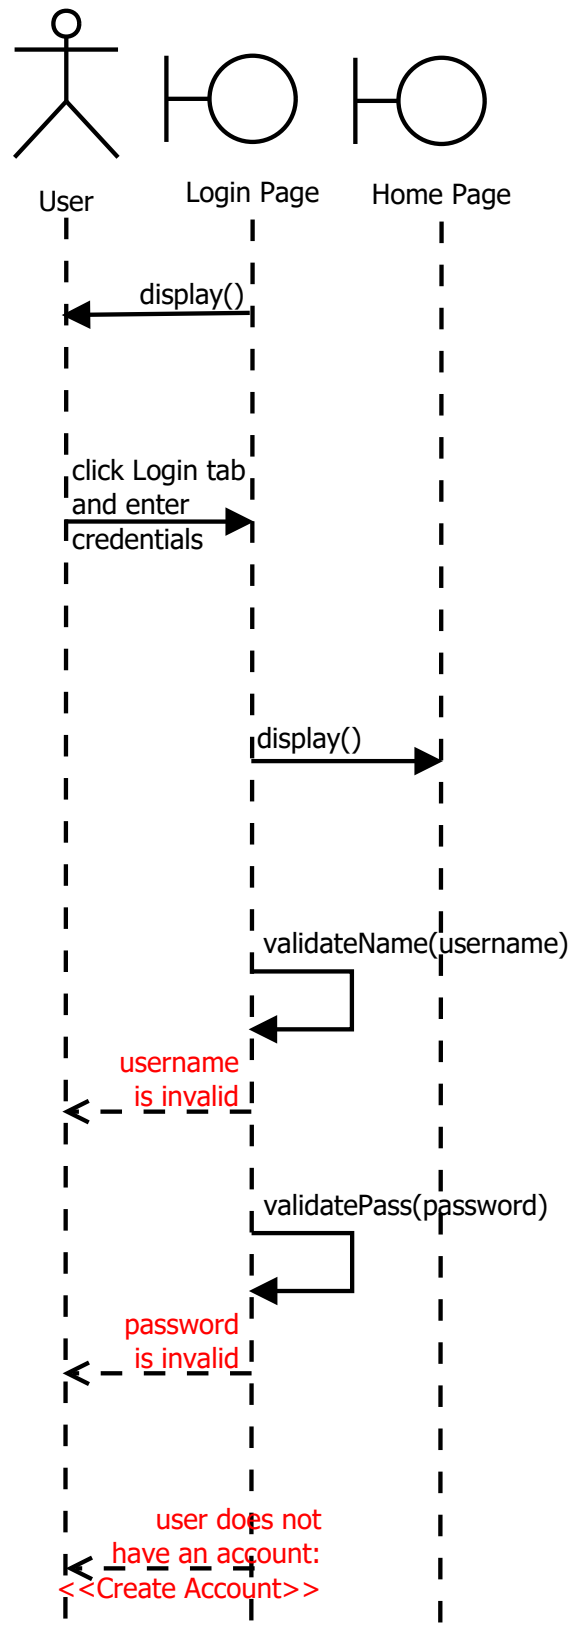 User
Login Page
Home Page
display()
click Login tab
and enter
credentials
display()
validateName(username)
username
is invalid
validatePass(password)
password
is invalid
user does not
have an account:
<<Create Account>>